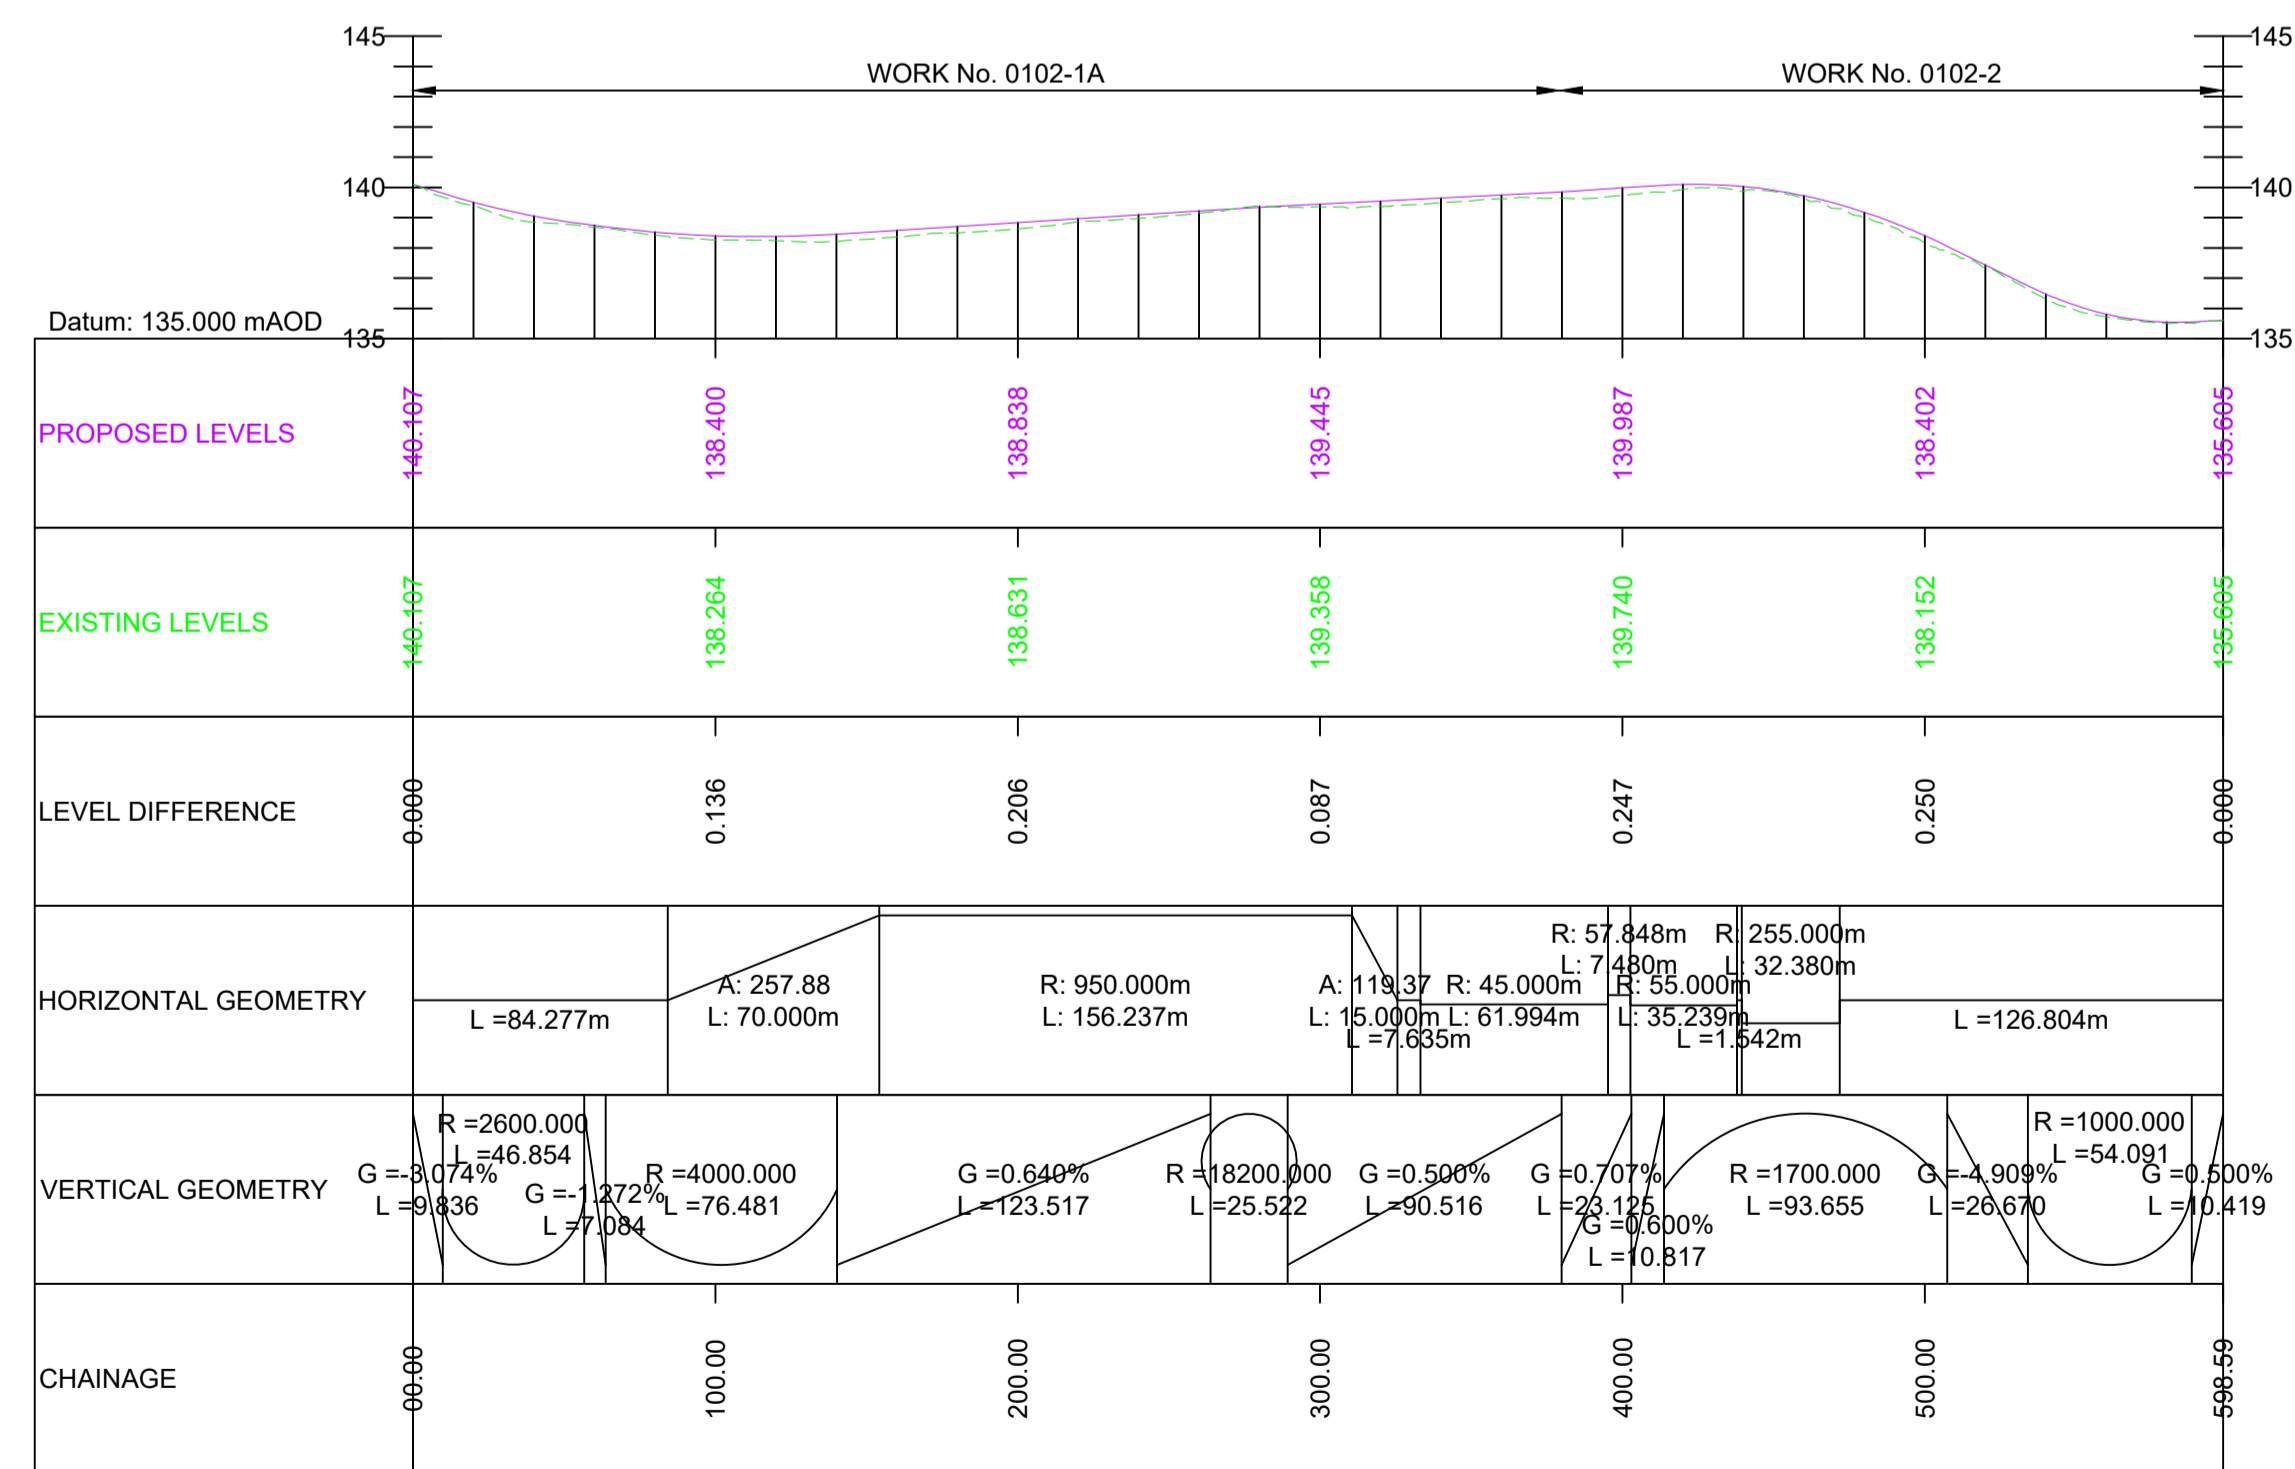 145
145
WORK No. 0102-1A
WORK No. 0102-2
140
140
Datum: 135.000 mAOD
135
135
PROPOSED LEVELS
140.107
138.400
138.838
139.445
139.987
138.402
135.605
EXISTING LEVELS
140.107
138.264
138.631
139.358
139.740
138.152
135.605
LEVEL DIFFERENCE
0.000
0.136
0.206
0.087
0.247
0.250
0.000
HORIZONTAL GEOMETRY
L =84.277m
A: 257.88
L: 70.000m
R: 950.000m
L: 156.237m
A: 119.37
L: 15.000m
L =7.635m
R: 45.000m
L: 61.994m
R: 57.848m
L: 7.480m
R: 55.000m
L: 35.239m
L =1.542m
R: 255.000m
L: 32.380m
L =126.804m
VERTICAL GEOMETRY
G =-3.074%
L =9.836
R =2600.000
L =46.854
G =-1.272%
L =7.084
R =4000.000
L =76.481
G =0.640%
L =123.517
R =18200.000
L =25.522
G =0.500%
L =90.516
G =0.707%
L =23.125
G =0.600%
L =10.817
R =1700.000
L =93.655
G =-4.909%
L =26.670
R =1000.000
L =54.091
G =0.500%
L =10.419
CHAINAGE
00.00
100.00
200.00
300.00
400.00
500.00
598.59